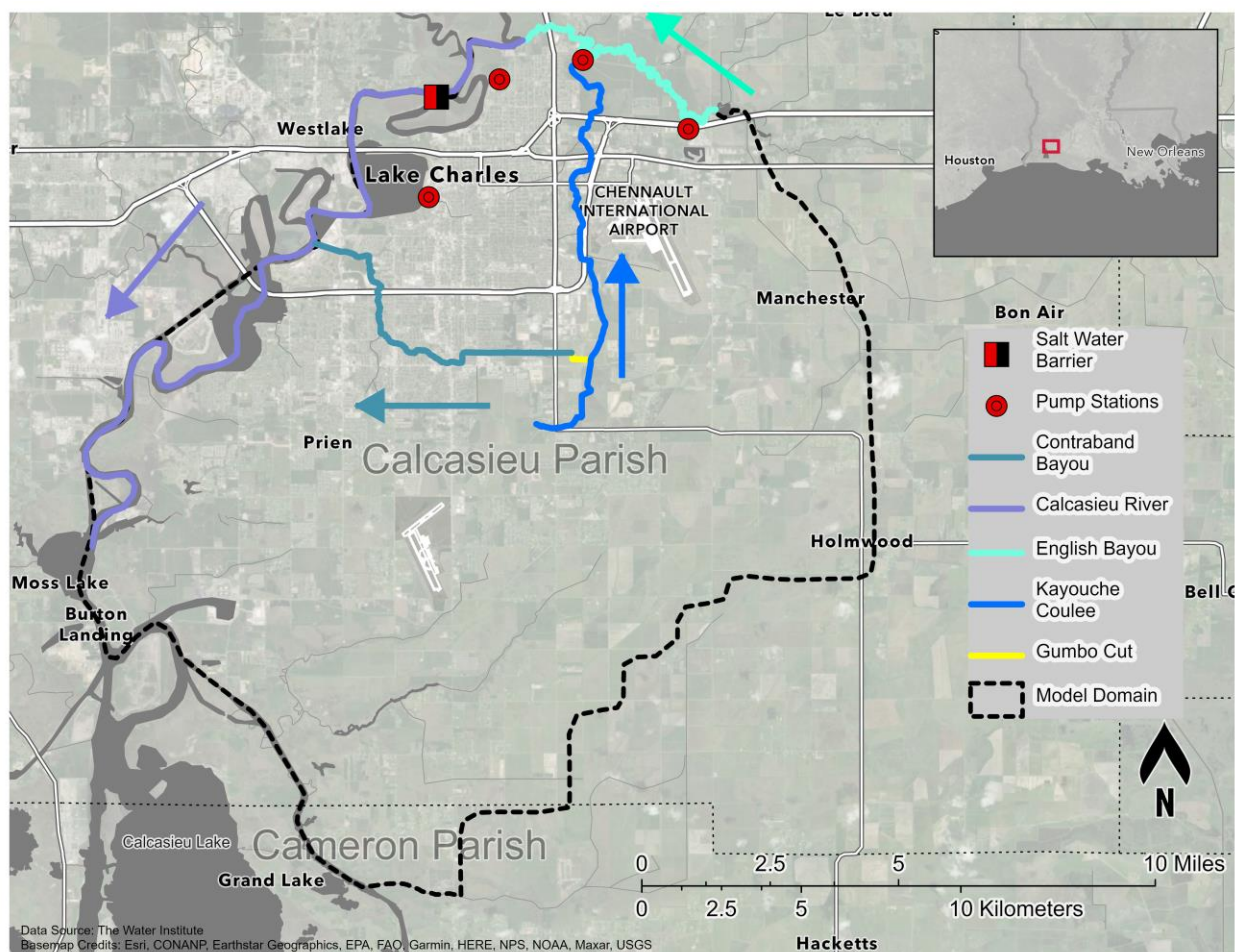 Le Bleu
s
Houston
New Orleans
Westlake
r
Lake Charles
CHENNAULT
INTERNATIONAL
AIRPORT
Manchester
Bon Air
Salt Water
Barrier
Pump Stations
Contraband
Bayou
Calcasieu River
English Bayou
Kayouche
Coulee
Gumbo Cut
Model Domain
Prien
Calcasieu Parish
Holmwood
Moss Lake
Bell
Burton
Landing
N
Calcasieu Lake
Cameron Parish
Grand Lake
0 2.5 5 10 Miles
0 2.5 5 10 Kilometers
Hacketts
Data Source: The Water Institute
Basemap Credits: Esri, CONANP, Earthstar Geographics, EPA, FAO, Garmin, HERE, NPS, NOAA, Maxar, USGS